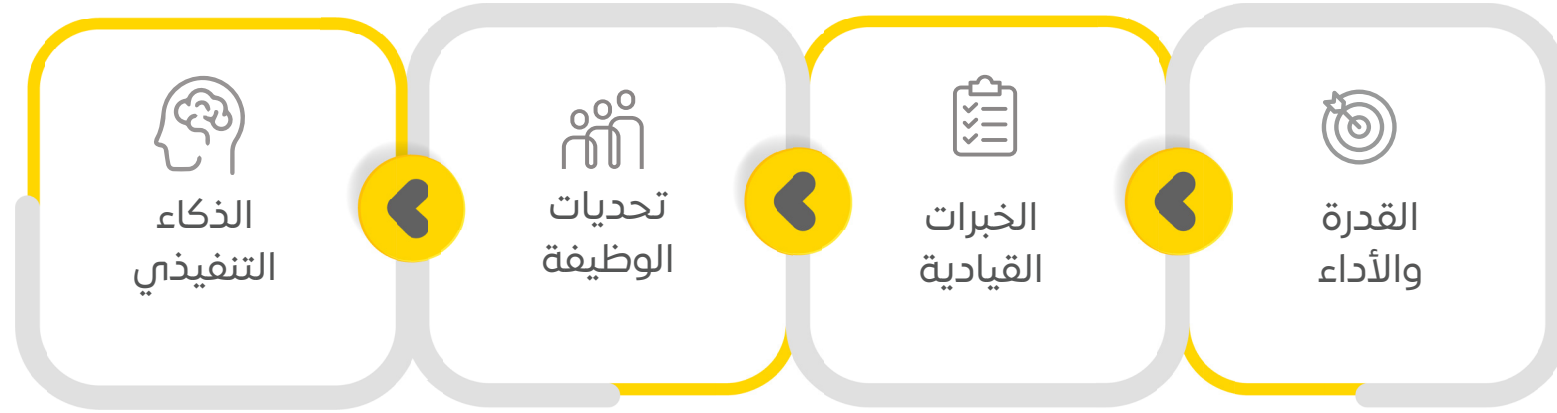 القدرة
والأداء
الخبرات
القيادية
تحديات
الوظيفة
الذكاء
التنفيذي